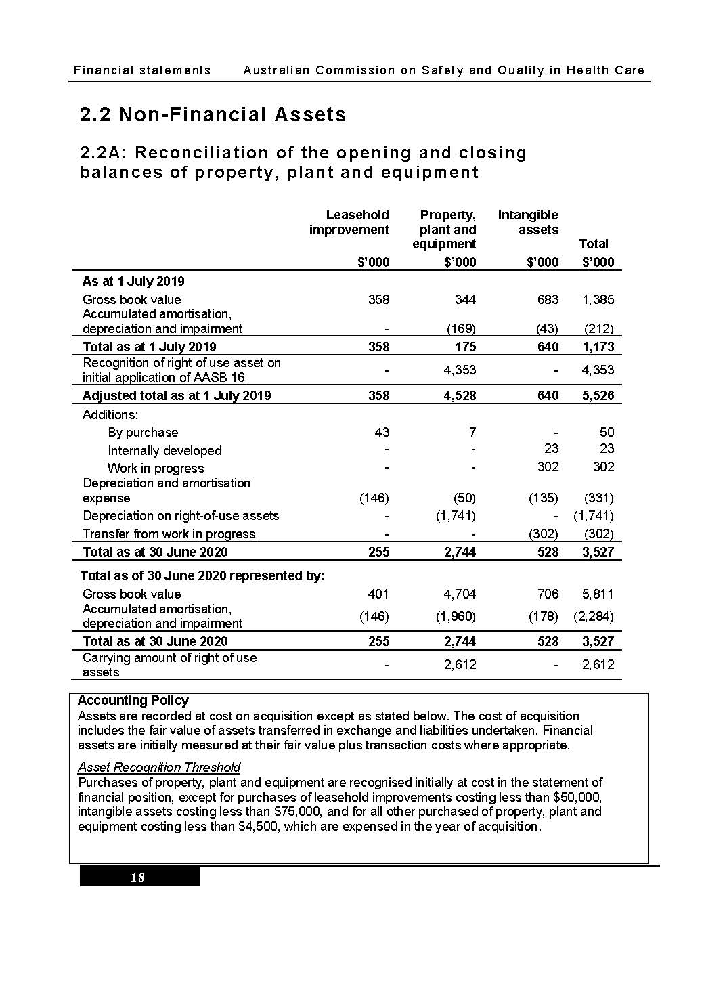 Financial statements Australian Commission on Safety and Quality in Health Care
2.2 Non-Financial Assets
2.2A: Reconciliation of the opening and closing
balances of property, plant and equipment
Leasehold Property, Intangible
improvement plant and assets
equipment Total
$’000 $’000 $’000 $’000
As at 1 July 2019
Gross book value 358 344 683 1,385
Accumulated amortisation,
depreciation and impairment - (169) (43) (212)
Total as at 1 July 2019 358 175 640 1,173
Recognition of right of use asset on
initial application of AASB 16 - 4,353 - 4,353
Adjusted total as at 1 July 2019 358 4,528 640 5,526
Additions:
By purchase 43 7 - 50
Internally developed - - 23 23
Work in progress - - 302 302
Depreciation and amortisation
expense (146) (50) (135) (331)
Depreciation on right-of-use assets - (1,741) - (1,741)
Transfer from work in progress - - (302) (302)
Total as at 30 June 2020 255 2,744 528 3,527
Total as of 30 June 2020 represented by:
Gross book value 401 4,704 706 5,811
Accumulated amortisation,
depreciation and impairment (146) (1,960) (178) (2,284)
Total as at 30 June 2020 255 2,744 528 3,527
Carrying amount of right of use
assets - 2,612 - 2,612
Accounting Policy
Assets are recorded at cost on acquisition except as stated below. The cost of acquisition
includes the fair value of assets transferred in exchange and liabilities undertaken. Financial
assets are initially measured at their fair value plus transaction costs where appropriate.
Asset Recognition Threshold
Purchases of property, plant and equipment are recognised initially at cost in the statement of
financial position, except for purchases of leasehold improvements costing less than $50,000,
intangible assets costing less than $75,000, and for all other purchased of property, plant and
equipment costing less than $4,500, which are expensed in the year of acquisition.
18